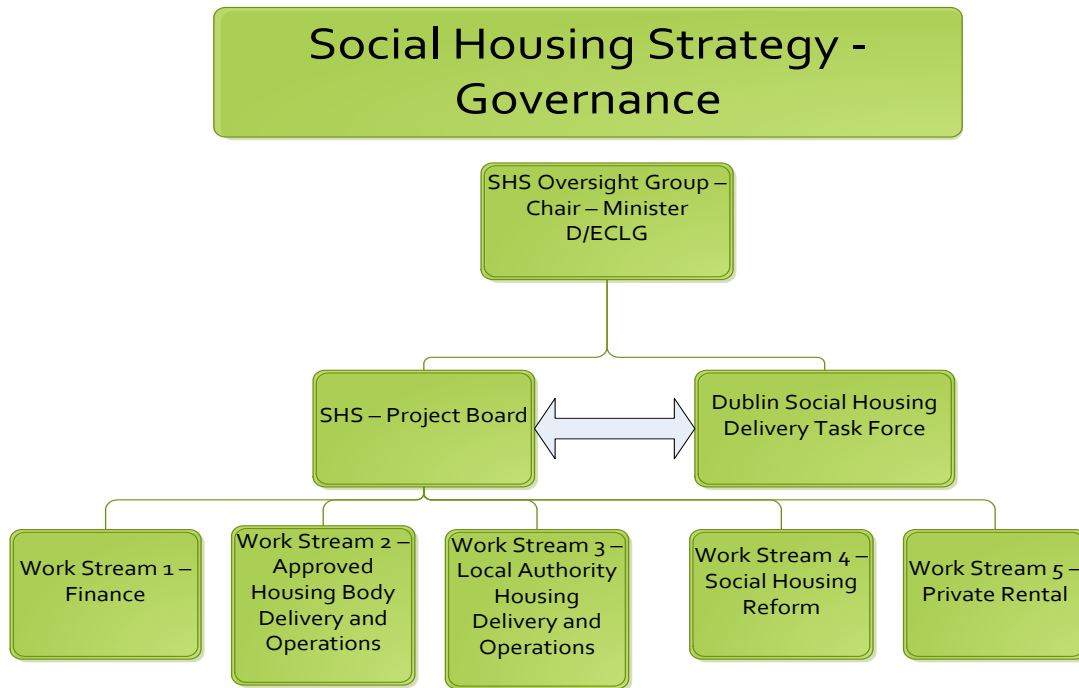 Social Housing Strategy -
Governance
SHS Oversight Group –
Chair – Minister
D/ECLG
SHS – Project Board
Dublin Social Housing
Delivery Task Force
Work Stream 1 –
Finance
Work Stream 2 –
Approved
Housing Body
Delivery and
Operations
Work Stream 3 –
Local Authority
Housing
Delivery and
Operations
Work Stream 4 –
Social Housing
Reform
Work Stream 5 –
Private Rental